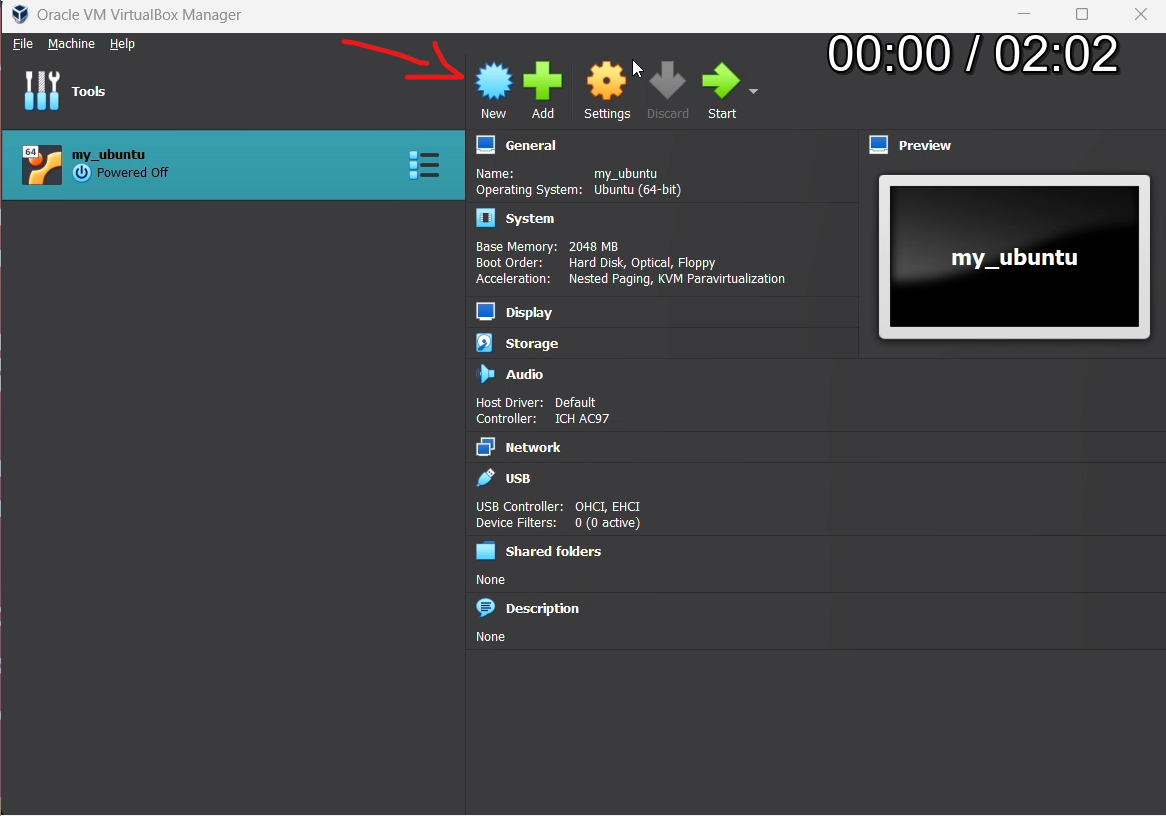 Oracle VM VirtualBox Manager
File Machine Help
00:00 / 02:02
Tools
New Add Settings Discard Start
64
my_ubuntu
Powered Off
General
Name: my_ubuntu
Operating System: Ubuntu (64-bit)
Preview
my_ubuntu
System
Base Memory: 2048 MB
Boot Order: Hard Disk, Optical, Floppy
Acceleration: Nested Paging, KVM Paravirtualization
Display
Storage
Audio
Host Driver: Default
Controller: ICH AC97
Network
USB
USB Controller: OHCI, EHCI
Device Filters: 0 (0 active)
Shared folders
None
Description
None